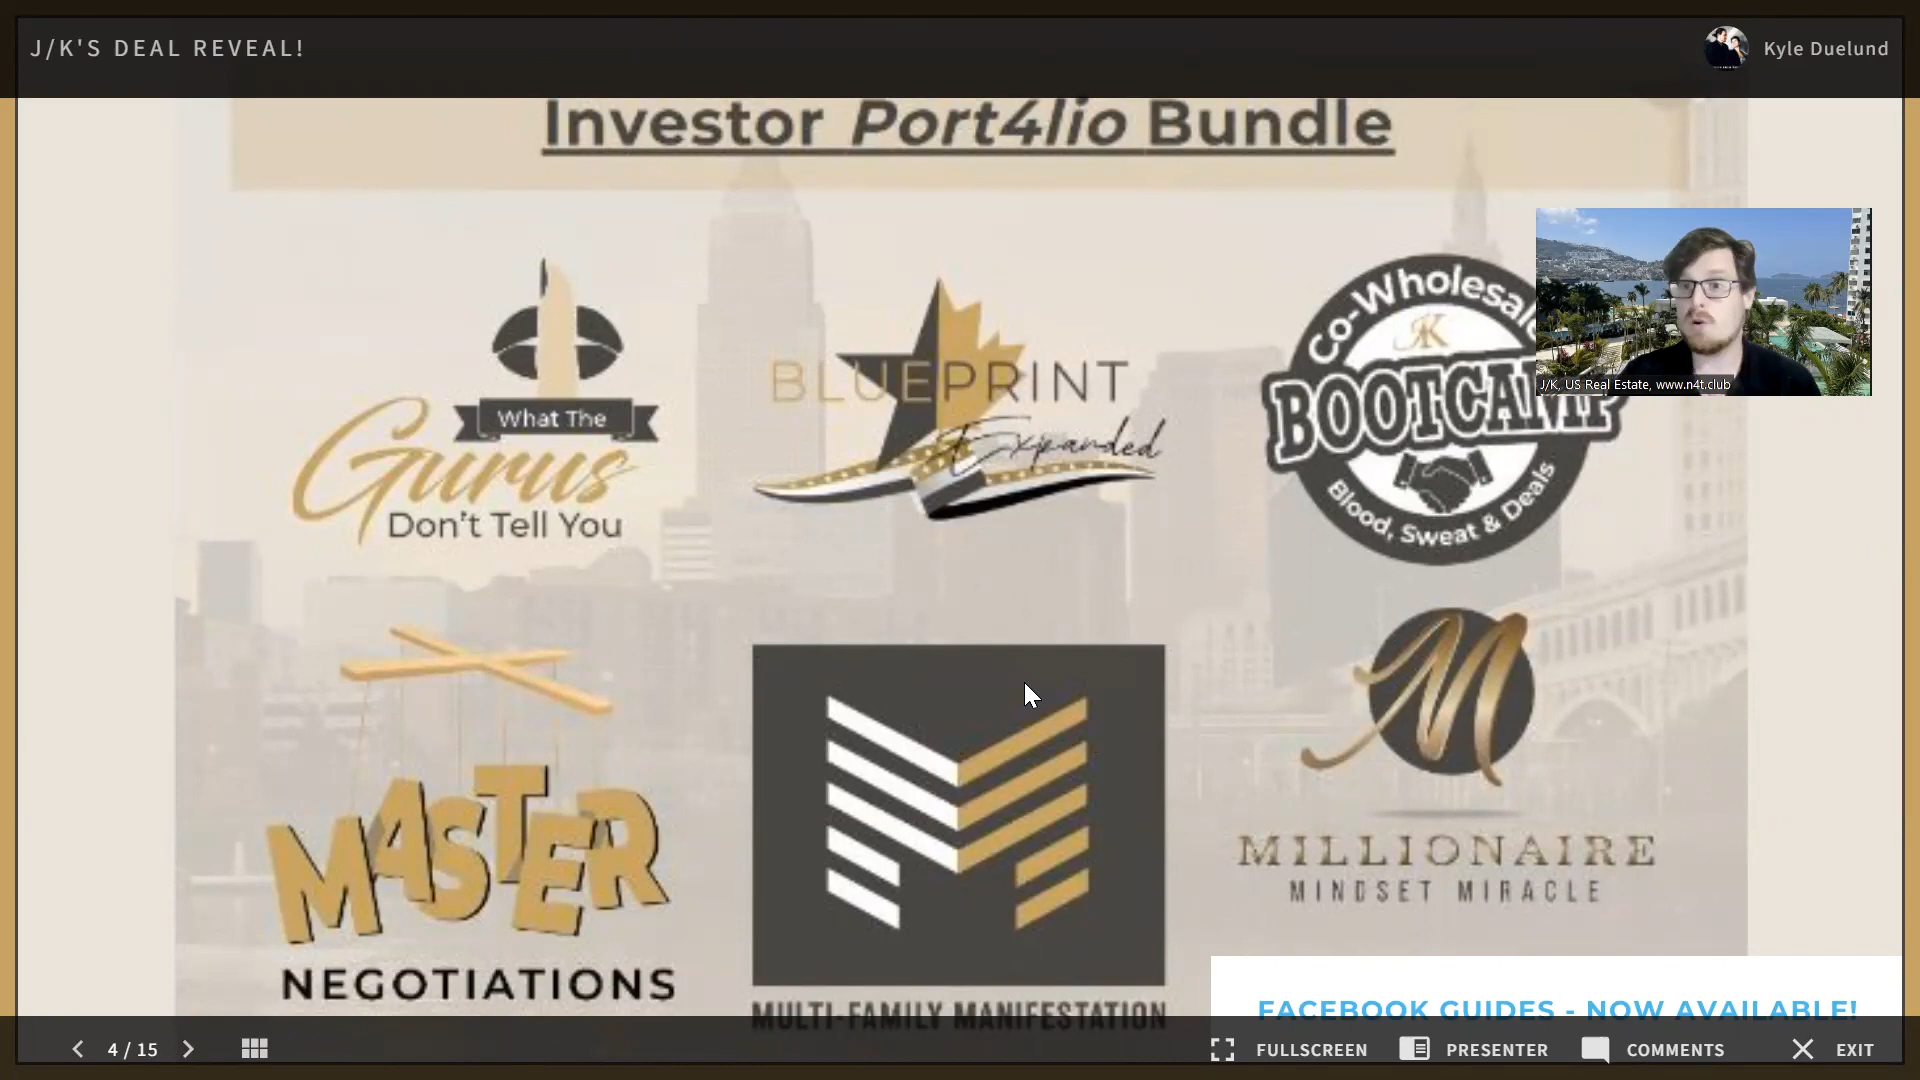 J/K'S DEAL REVEAL!
Kyle Duelund
Investor Port4lio Bundle
What The
Gurus
Don't Tell You
BLUEPRINT
Expanded
Co-Wholesa
JK
BOOTCAMP
Blood, Sweat & Deals
J/K, US Real Estate, www.n4t.club
MASTER
NEGOTIATIONS
MULTI-FAMILY MANIFESTATION
M
MILLIONAIRE
MINDSET MIRACLE
FACEBOOK GUIDES - NOW AVAILABLE!
4 / 15
FULLSCREEN
PRESENTER
COMMENTS
EXIT